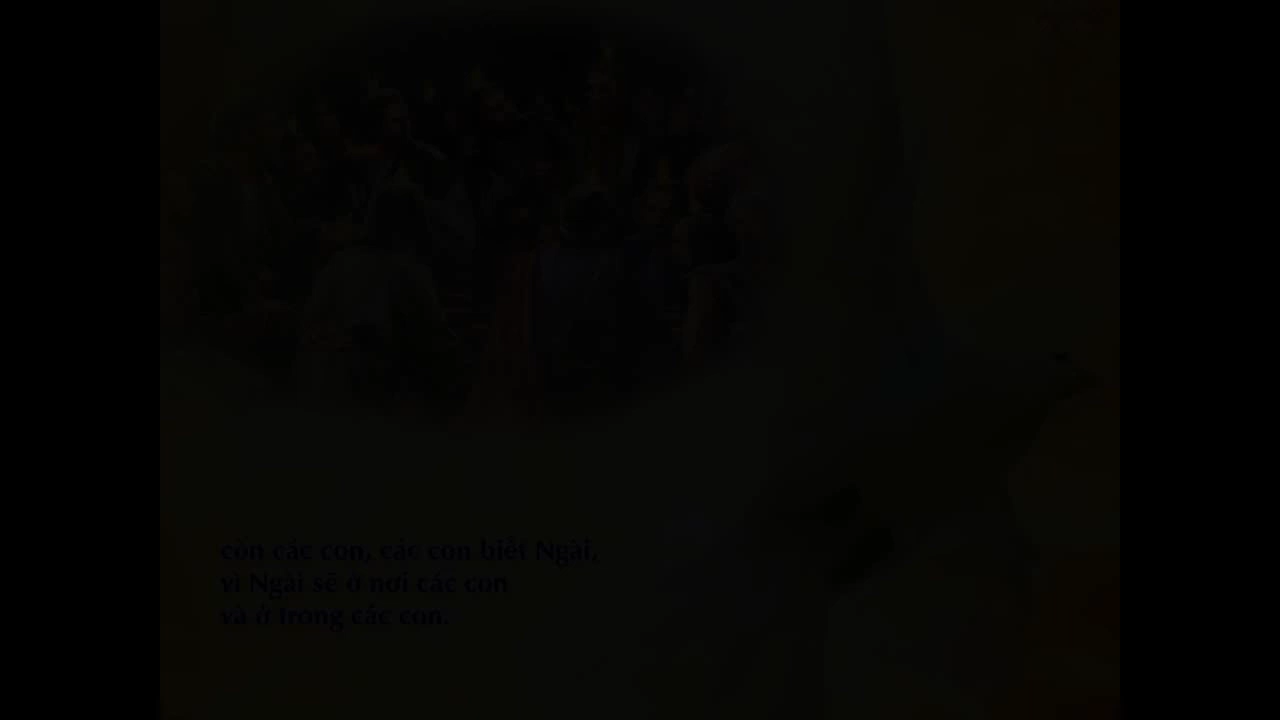 còn các con, các con biết Ngài,
vì Ngài sẽ ở nơi các con
và ở trong các con.